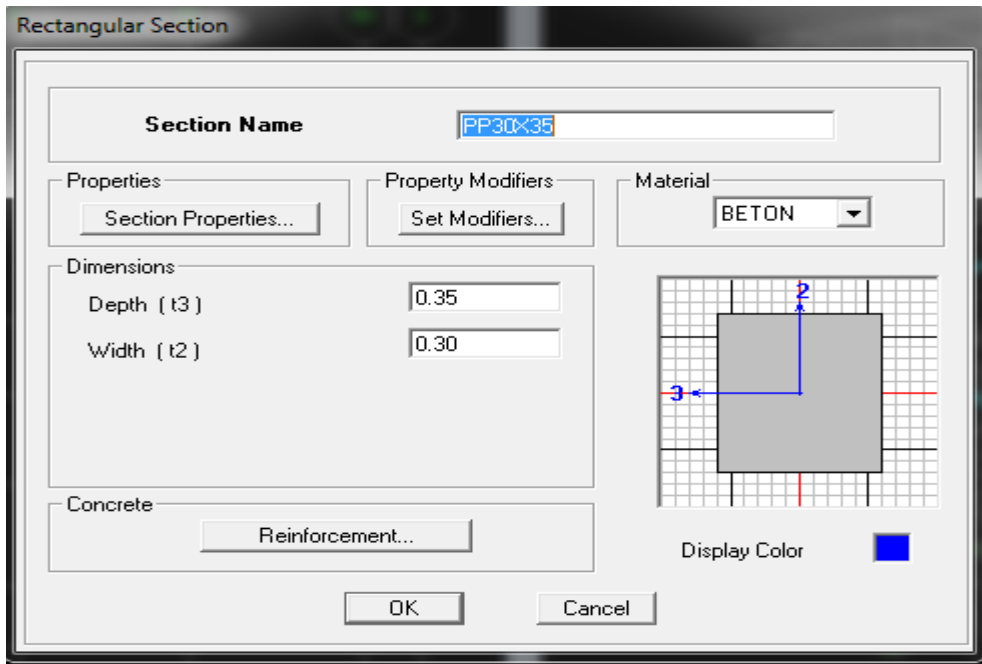 Rectangular Section
Section Name PP30X35
Properties Property Modifiers Material
Section Properties... Set Modifiers... BETON
Dimensions
Depth ( t3 ) 0.35
Width ( t2 ) 0.30
2
3
Concrete
Reinforcement...
Display Color
OK Cancel